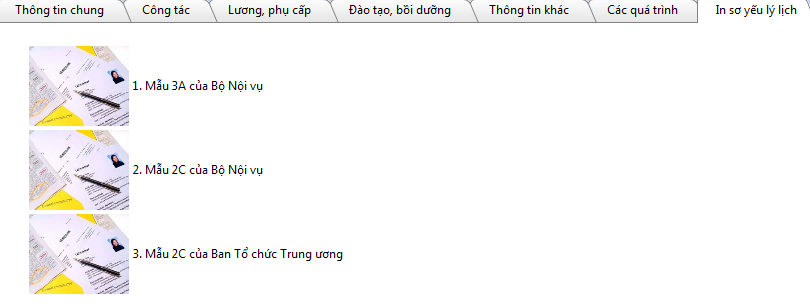 Thông tin chung Công tác Lương, phụ cấp Đào tạo, bồi dưỡng Thông tin khác Các quá trình In sơ yếu lý lịch
1. Mẫu 3A của Bộ Nội vụ
2. Mẫu 2C của Bộ Nội vụ
3. Mẫu 2C của Ban Tổ chức Trung ương